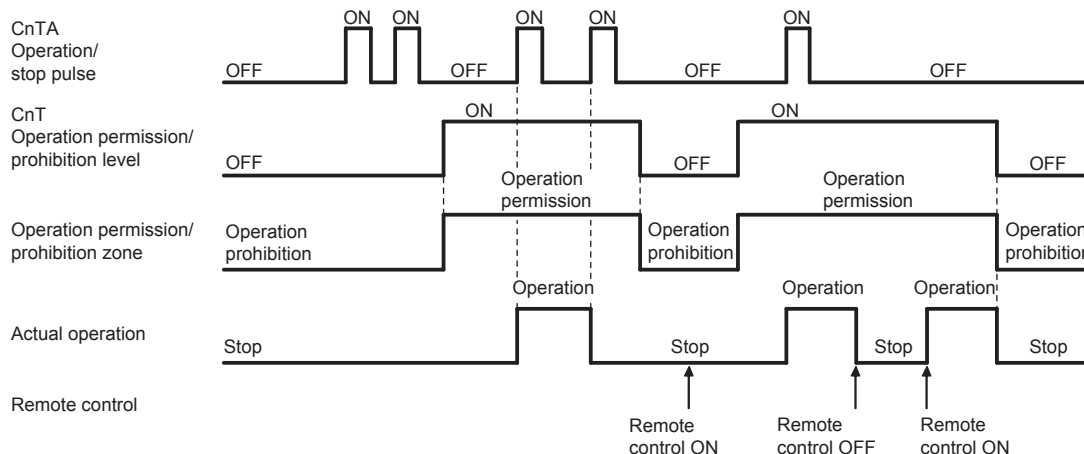 CnTA
Operation/
stop pulse
ON ON ON ON ON
OFF OFF OFF OFF
CnT
Operation permission/
prohibition level
ON ON
OFF OFF OFF
Operation permission/
prohibition zone
Operation
prohibition
Operation
permission
Operation
prohibition
Operation
permission
Operation
prohibition
Actual operation
Operation Operation Operation
Stop Stop Stop Stop
Remote control
Remote
control ON
Remote
control OFF
Remote
control ON